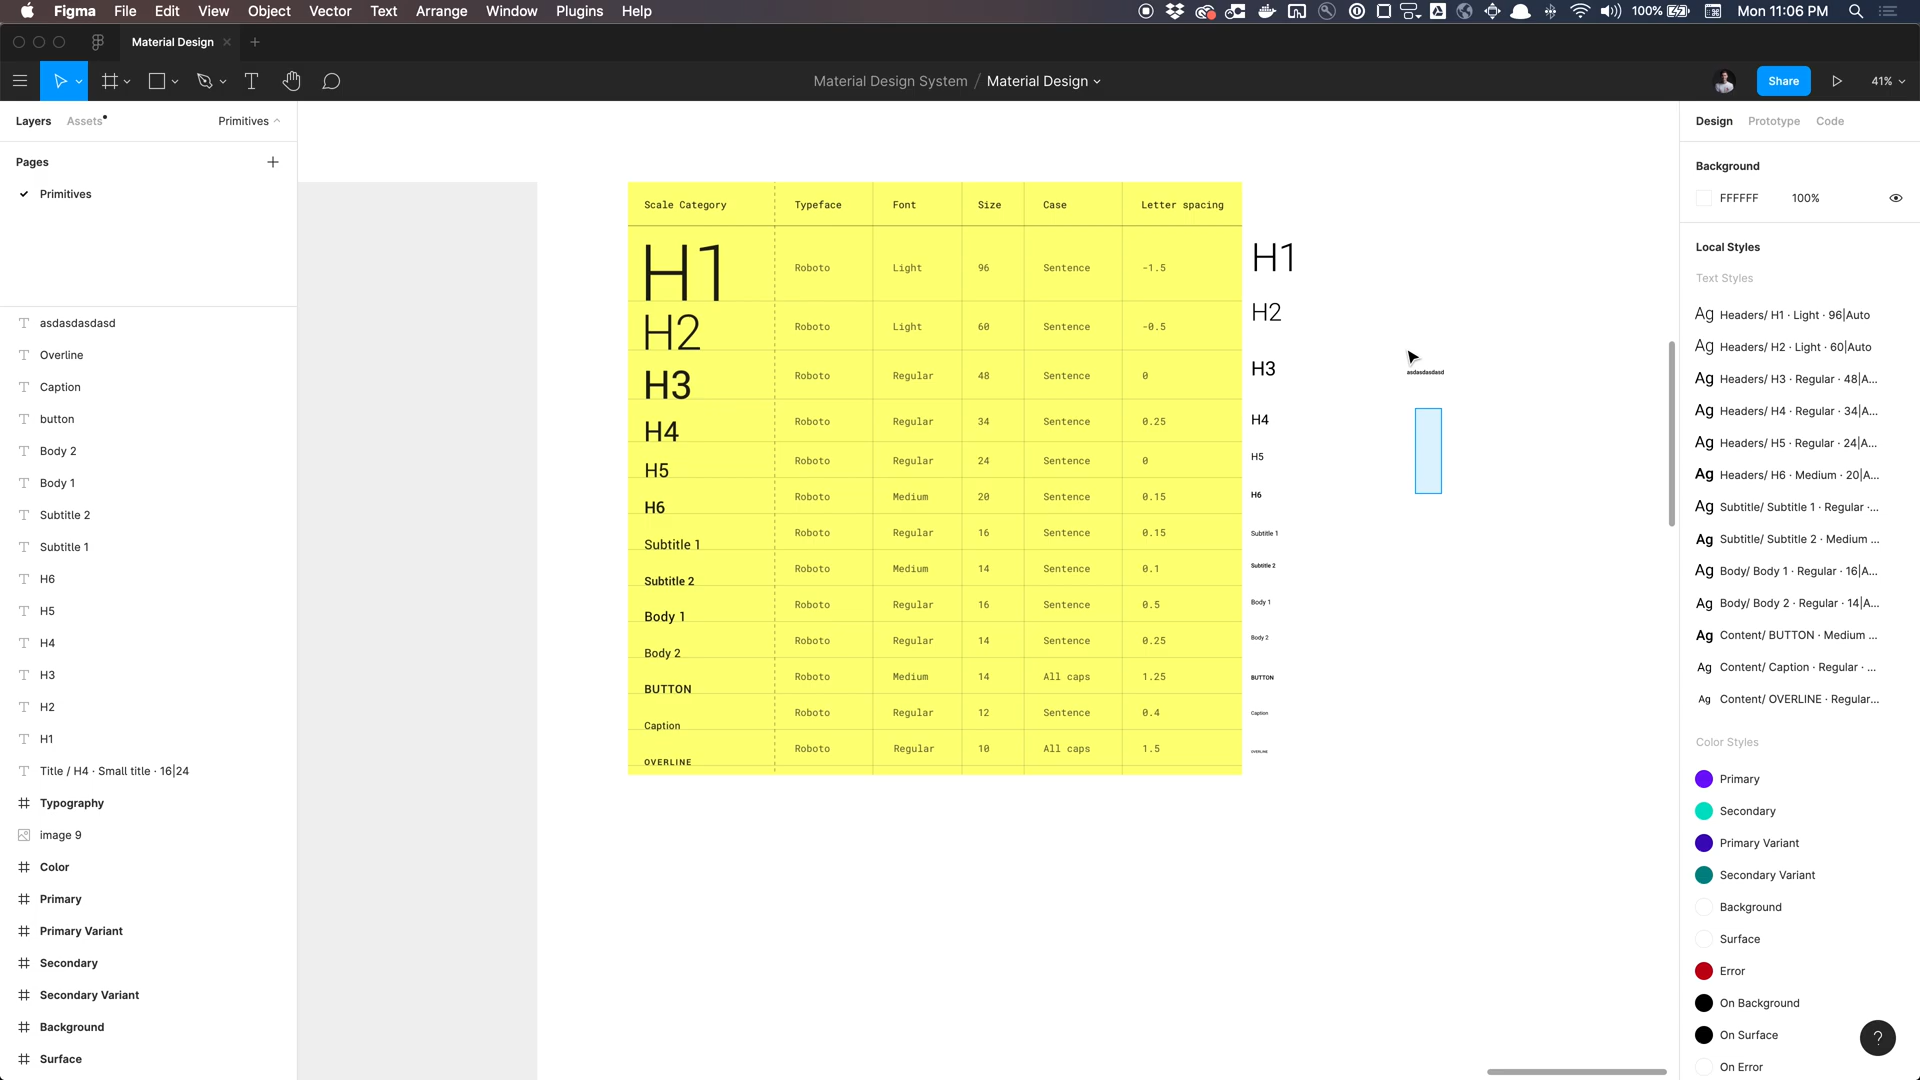 Figma File Edit View Object Vector Text Arrange Window Plugins Help
100% Mon 11:06 PM
Material Design
Material Design System / Material Design
Share
41%
Layers Assets Primitives
Pages
Primitives
asdasdasdasd
Overline
Caption
button
Body 2
Body 1
Subtitle 2
Subtitle 1
H6
H5
H4
H3
H2
H1
Title / H4 · Small title · 16|24
Typography
image 9
Color
Primary
Primary Variant
Secondary
Secondary Variant
Background
Surface
Scale Category Typeface Font Size Case Letter spacing
H1 Roboto Light 96 Sentence -1.5
H2 Roboto Light 60 Sentence -0.5
H3 Roboto Regular 48 Sentence 0
H4 Roboto Regular 34 Sentence 0.25
H5 Roboto Regular 24 Sentence 0
H6 Roboto Medium 20 Sentence 0.15
Subtitle 1 Roboto Regular 16 Sentence 0.15
Subtitle 2 Roboto Medium 14 Sentence 0.1
Body 1 Roboto Regular 16 Sentence 0.5
Body 2 Roboto Regular 14 Sentence 0.25
BUTTON Roboto Medium 14 All caps 1.25
Caption Roboto Regular 12 Sentence 0.4
OVERLINE Roboto Regular 10 All caps 1.5
H1
H2
H3
H4
H5
H6
Subtitle 1
Subtitle 2
Body 1
Body 2
BUTTON
Caption
OVERLINE
asdasdasdasd
Design Prototype Code
Background
FFFFFF 100%
Local Styles
Text Styles
Ag Headers/ H1 · Light · 96|Auto
Ag Headers/ H2 · Light · 60|Auto
Ag Headers/ H3 · Regular · 48|A...
Ag Headers/ H4 · Regular · 34|A...
Ag Headers/ H5 · Regular · 24|A...
Ag Headers/ H6 · Medium · 20|A...
Ag Subtitle/ Subtitle 1 · Regular ·...
Ag Subtitle/ Subtitle 2 · Medium ...
Ag Body/ Body 1 · Regular · 16|A...
Ag Body/ Body 2 · Regular · 14|A...
Ag Content/ BUTTON · Medium ...
Ag Content/ Caption · Regular · ...
Ag Content/ OVERLINE · Regular...
Color Styles
Primary
Secondary
Primary Variant
Secondary Variant
Background
Surface
Error
On Background
On Surface
On Error
?